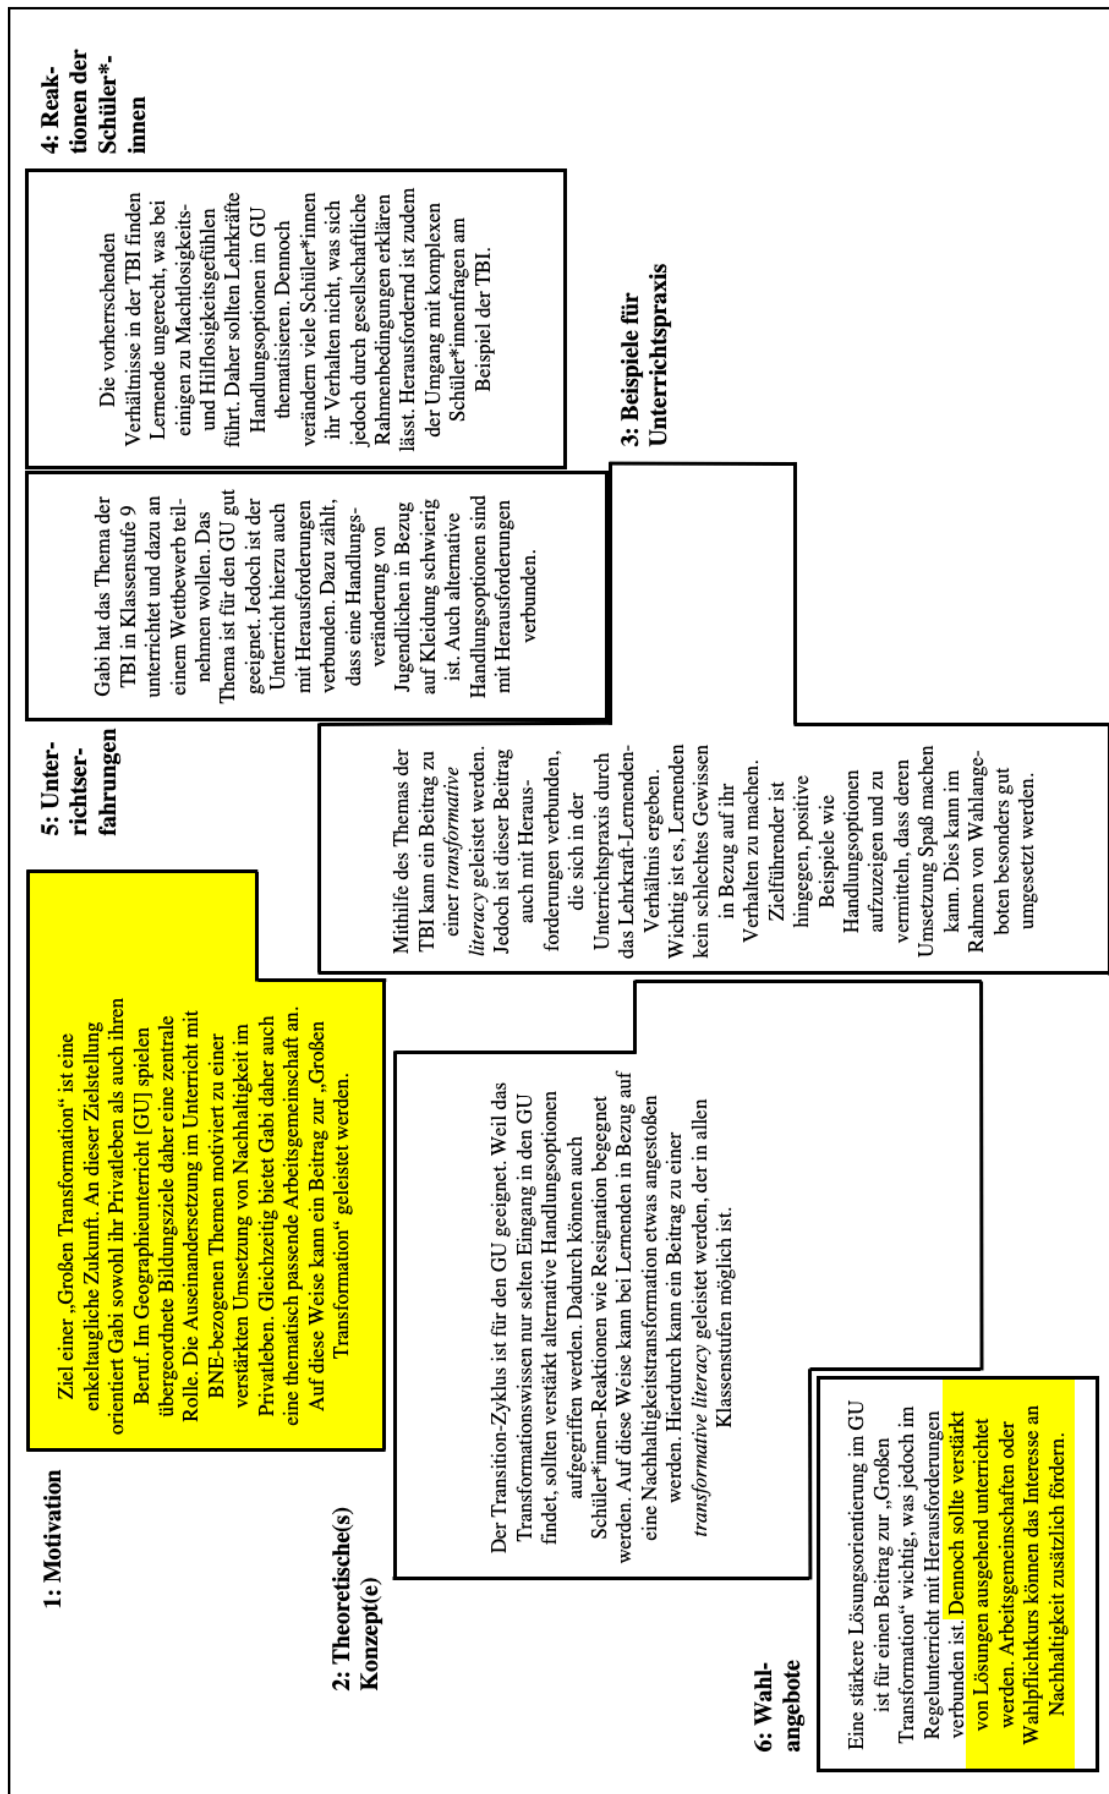 1: Motivation
Ziel einer „Großen Transformation“ ist eine
enkeltaugliche Zukunft. An dieser Zielstellung
orientiert Gabi sowohl ihr Privatleben als auch ihren
Beruf. Im Geographieunterricht [GU] spielen
übergeordnete Bildungsziele daher eine zentrale
Rolle. Die Auseinandersetzung im Unterricht mit
BNE-bezogenen Themen motiviert zu einer
verstärkten Umsetzung von Nachhaltigkeit im
Privatleben. Gleichzeitig bietet Gabi daher auch
eine thematisch passende Arbeitsgemeinschaft an.
Auf diese Weise kann ein Beitrag zur „Großen
Transformation“ geleistet werden.
2: Theoretische(s)
Konzept(e)
Der Transition-Zyklus ist für den GU geeignet. Weil das
Transformationswissen nur selten Eingang in den GU
findet, sollten verstärkt alternative Handlungsoptionen
aufgegriffen werden. Dadurch können auch
Schüler*innen-Reaktionen wie Resignation begegnet
werden. Auf diese Weise kann bei Lernenden in Bezug auf
eine Nachhaltigkeitstransformation etwas angestoßen
werden. Hierdurch kann ein Beitrag zu einer
transformative literacy geleistet werden, der in allen
Klassenstufen möglich ist.
6: Wahl-
angebote
Eine stärkere Lösungsorientierung im GU
ist für einen Beitrag zur „Großen
Transformation“ wichtig, was jedoch im
Regelunterricht mit Herausforderungen
verbunden ist. Dennoch sollte verstärkt
von Lösungen ausgehend unterrichtet
werden. Arbeitsgemeinschaften oder
Wahlpflichtkurs können das Interesse an
Nachhaltigkeit zusätzlich fördern.
5: Unter-
richtser-
fahrungen
Gabi hat das Thema der
TBI in Klassenstufe 9
unterrichtet und dazu an
einem Wettbewerb teil-
nehmen wollen. Das
Thema ist für den GU gut
geeignet. Jedoch ist der
Unterricht hierzu auch
mit Herausforderungen
verbunden. Dazu zählt,
dass eine Handlungs-
veränderung von
Jugendlichen in Bezug
auf Kleidung schwierig
ist. Auch alternative
Handlungsoptionen sind
mit Herausforderungen
verbunden.
Mithilfe des Themas der
TBI kann ein Beitrag zu
einer transformative
literacy geleistet werden.
Jedoch ist dieser Beitrag
auch mit Heraus-
forderungen verbunden,
die sich in der
Unterrichtspraxis durch
das Lehrkraft-Lernenden-
Verhältnis ergeben.
Wichtig ist es, Lernenden
kein schlechtes Gewissen
in Bezug auf ihr
Verhalten zu machen.
Zielführender ist
hingegen, positive
Beispiele wie
Handlungsoptionen
aufzuzeigen und zu
vermitteln, dass deren
Umsetzung Spaß machen
kann. Dies kann im
Rahmen von Wahlange-
boten besonders gut
umgesetzt werden.
3: Beispiele für
Unterrichtspraxis
4: Reak-
tionen der
Schüler*-
innen
Die vorherrschenden
Verhältnisse in der TBI finden
Lernende ungerecht, was bei
einigen zu Machtlosigkeits-
und Hilflosigkeitsgefühlen
führt. Daher sollten Lehrkräfte
Handlungsoptionen im GU
thematisieren. Dennoch
verändern viele Schüler*innen
ihr Verhalten nicht, was sich
jedoch durch gesellschaftliche
Rahmenbedingungen erklären
lässt. Herausfordernd ist zudem
der Umgang mit komplexen
Schüler*innenfragen am
Beispiel der TBI.